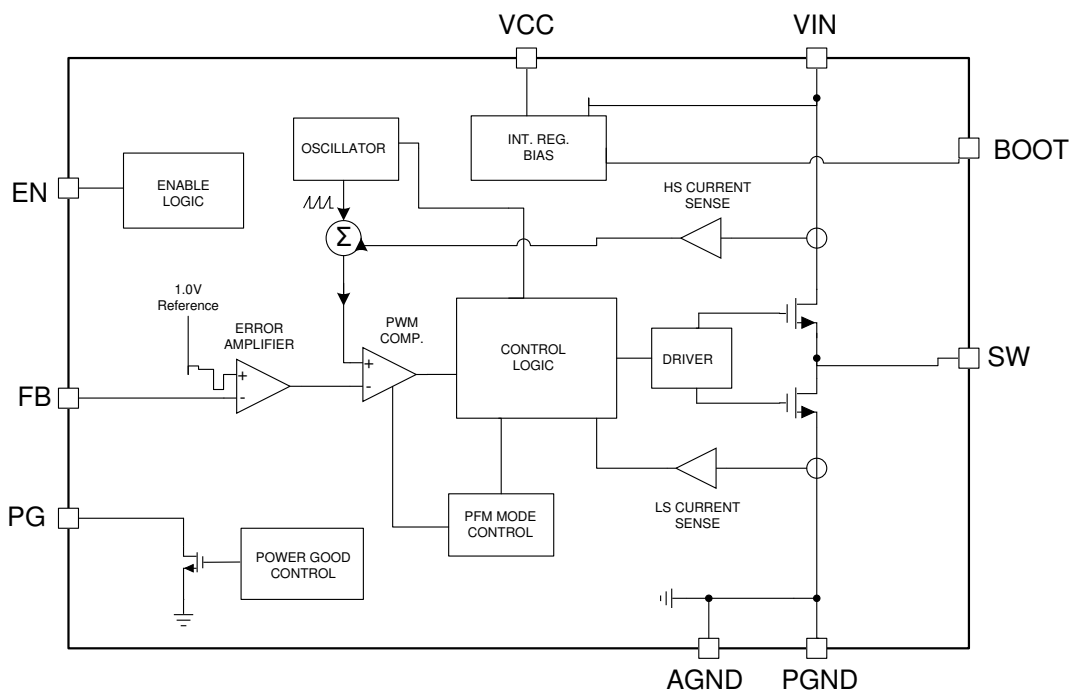 VCC
VIN
OSCILLATOR
INT. REG.
BIAS
BOOT
EN
ENABLE
LOGIC
HS CURRENT
SENSE
Σ
1.0V
Reference
ERROR
AMPLIFIER
PWM
COMP.
CONTROL
LOGIC
DRIVER
SW
+
-
+
-
FB
LS CURRENT
SENSE
PG
PFM MODE
CONTROL
POWER GOOD
CONTROL
AGND
PGND